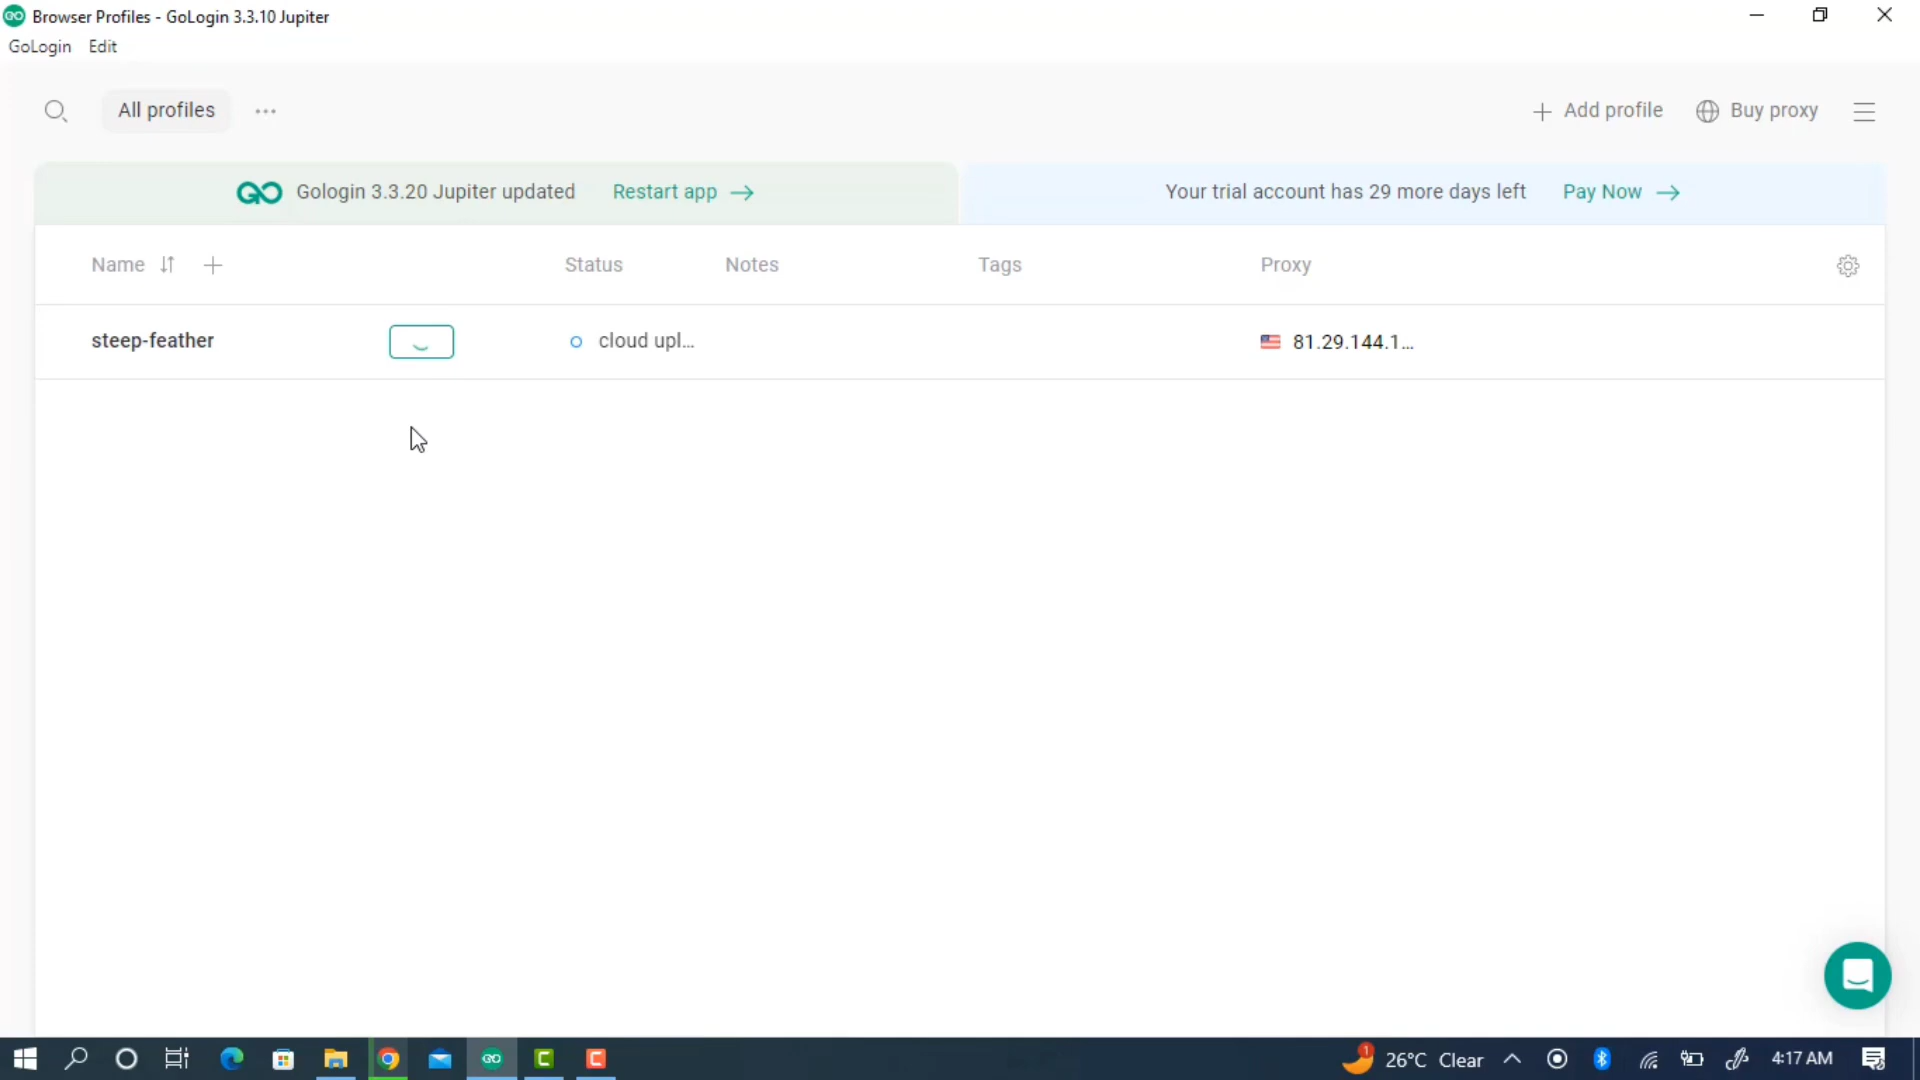 Browser Profiles - GoLogin 3.3.10 Jupiter
GoLogin Edit
All profiles ... Add profile Buy proxy
Gologin 3.3.20 Jupiter updated Restart app Your trial account has 29 more days left Pay Now
Name Status Notes Tags Proxy
steep-feather cloud upl... 81.29.144.1...
1 26°C Clear 4:17 AM